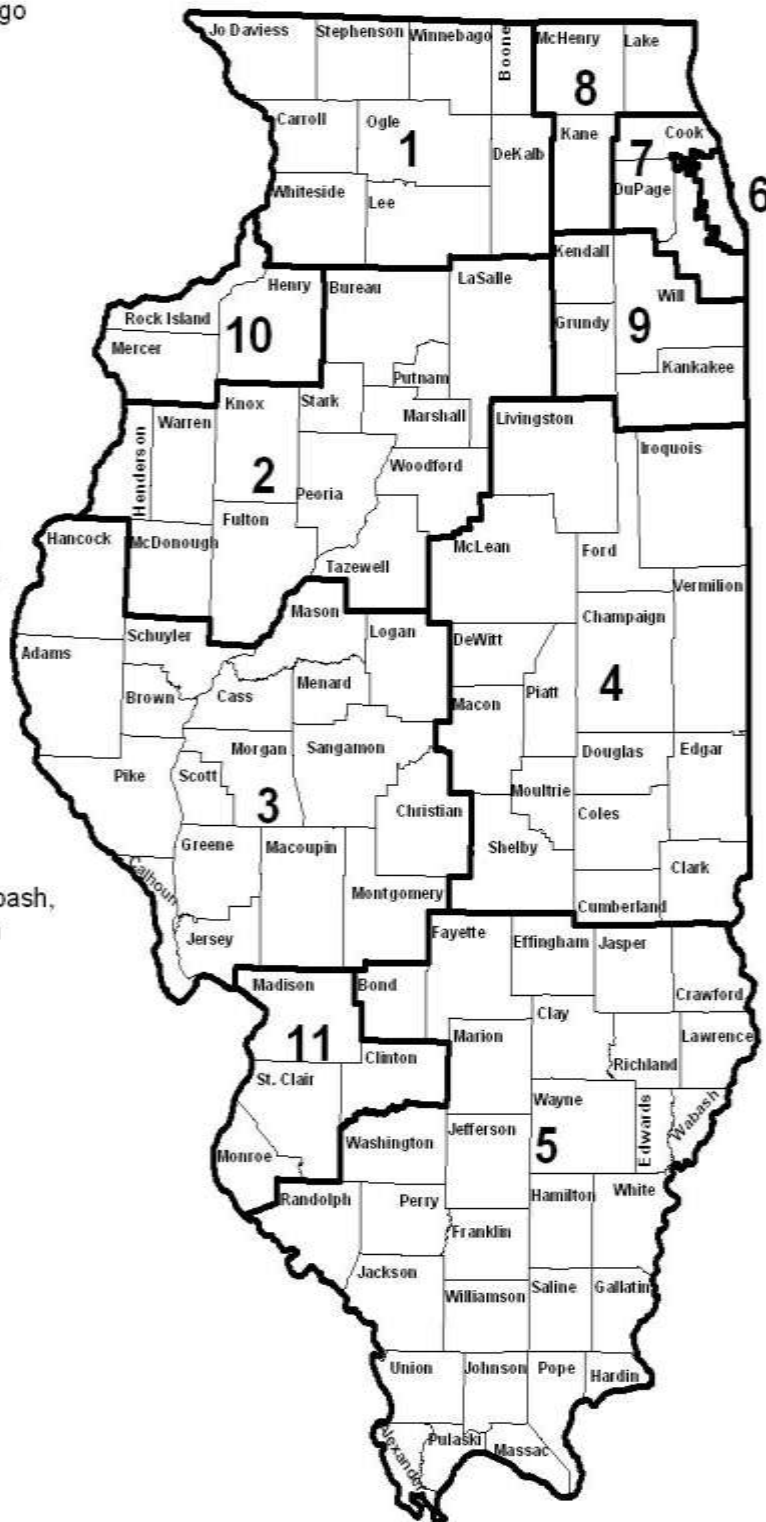 go
Jo Daviess
Stephenson
Winnebago
Boone
McHenry
Lake
8
Carroll
Ogle
1
DeKalb
Kane
Cook
7
DuPage
6
Whiteside
Lee
Kendall
Henry
Bureau
LaSalle
Will
Rock Island
10
Grundy
9
Mercer
Putnam
Kankakee
Knox
Stark
Marshall
Livingston
Warren
Henderson
Woodford
Iroquois
2
Peoria
Fulton
Hancock
McDonough
McLean
Ford
Tazewell
Vermilion
Mason
Champaign
Schuyler
Logan
DeWitt
Adams
Menard
Brown
Cass
Macon
Piatt
4
Morgan
Sangamon
Douglas
Edgar
Pike
Scott
Moultrie
3
Christian
Coles
Greene
Macoupin
Shelby
Calhoun
Clark
Montgomery
bash,
Cumberland
Jersey
Fayette
Effingham
Jasper
Madison
Bond
Crawford
Clay
11
Marion
Lawrence
Clinton
Richland
St. Clair
Wayne
Edwards
Wabash
Washington
Jefferson
5
Monroe
Randolph
Perry
Hamilton
White
Franklin
Jackson
Williamson
Saline
Gallatin
Union
Johnson
Pope
Hardin
Alexander
Pulaski
Massac